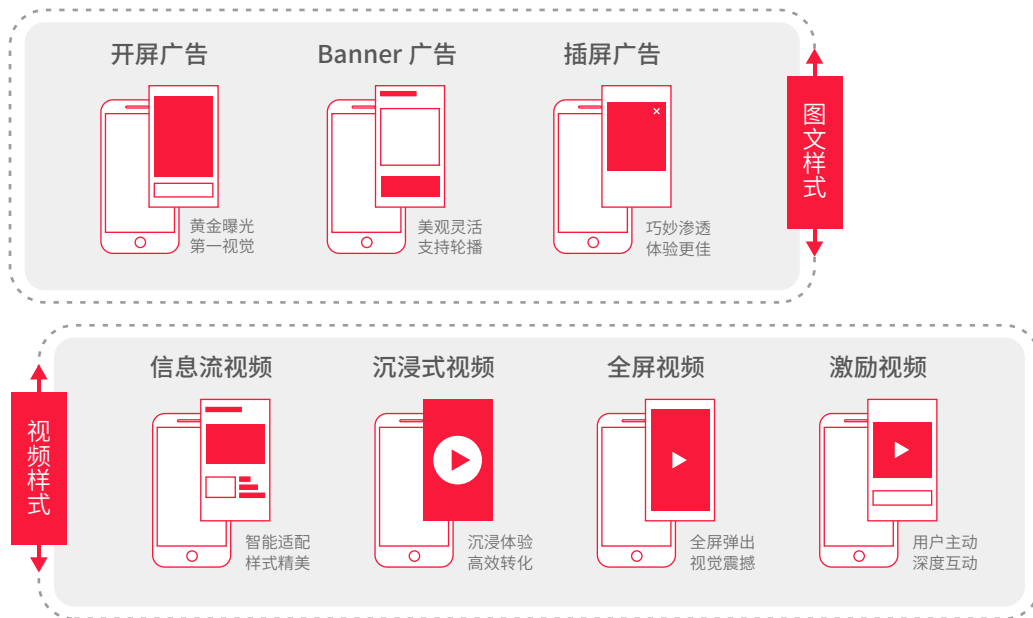 开屏广告
Banner 广告
插屏广告
黄金曝光
第一视觉
美观灵活
支持轮播
巧妙渗透
体验更佳
图文样式
视频样式
信息流视频
沉浸式视频
全屏视频
激励视频
智能适配
样式精美
沉浸体验
高效转化
全屏弹出
视觉震撼
用户主动
深度互动